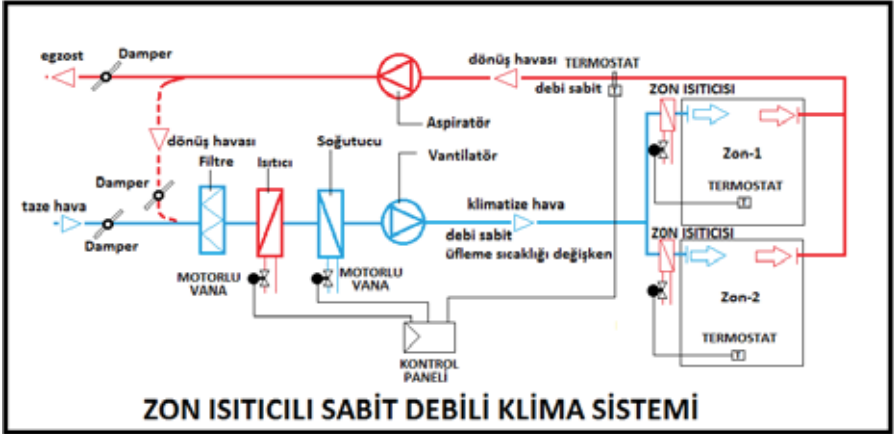 egzost
Damper
dönüş havası
TERMOSTAT
debi sabit
ZON ISITICISI
Aspiratör
dönüş havası
Filtre
Isıtıcı
Soğutucu
Vantilatör
Zon-1
TERMOSTAT
T
T
Damper
taze hava
Damper
klimatize hava
debi sabit
üfleme sıcaklığı değişken
ZON ISITICISI
MOTORLU
VANA
MOTORLU
VANA
Zon-2
TERMOSTAT
T
KONTROL
PANELİ
ZON ISITICILI SABİT DEBİLİ KLİMA SİSTEMİ